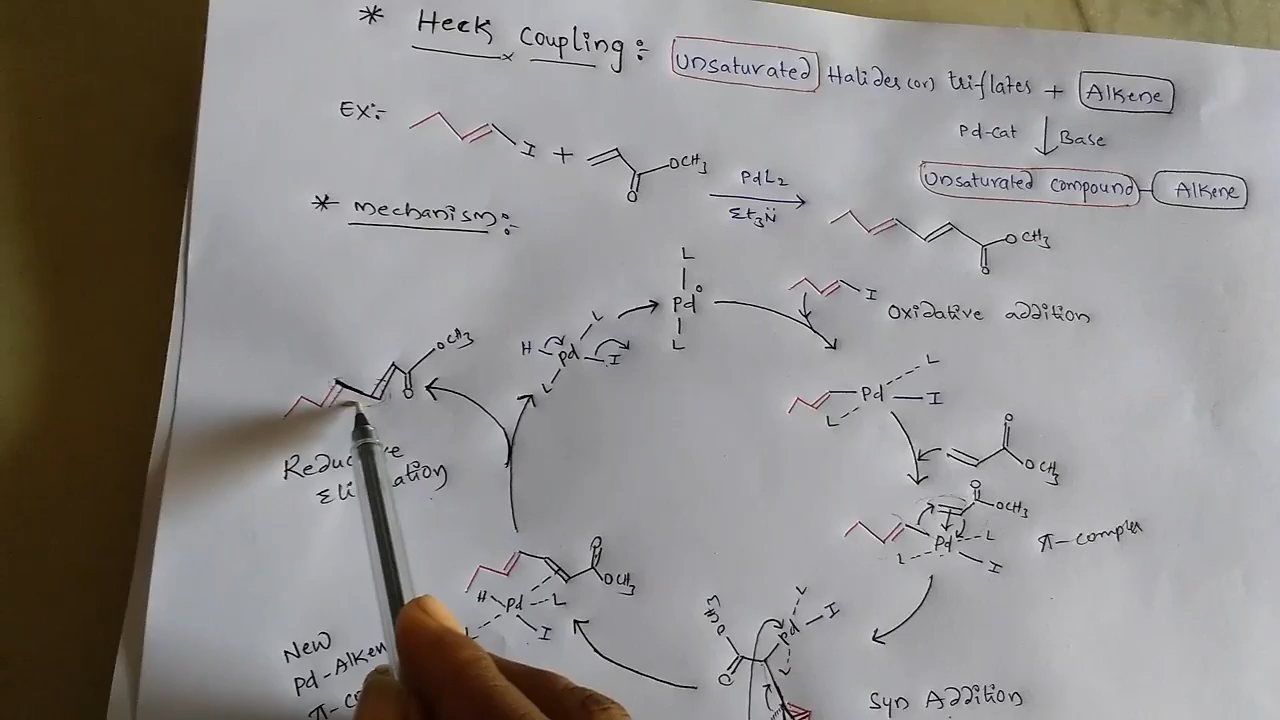 * Heck Coupling:
Unsaturated Halides (or) triflates + Alkene
Pd-cat Base
Unsaturated compound - Alkene
Ex:-
I + OCH3
O
PdL2
Et3N̈
OCH3
O
* mechanism:-
L
Pd°
L
I
Oxidative addition
L
H Pd I
L
OCH3
O
L
Pd I
L
O
OCH3
O
OCH3
Pd L
L I
π-complex
Reductive
Elimination
O
OCH3
H Pd L
L I
New
Pd-Alkene
OCH3
O
L
Pd I
L
Syn Addition